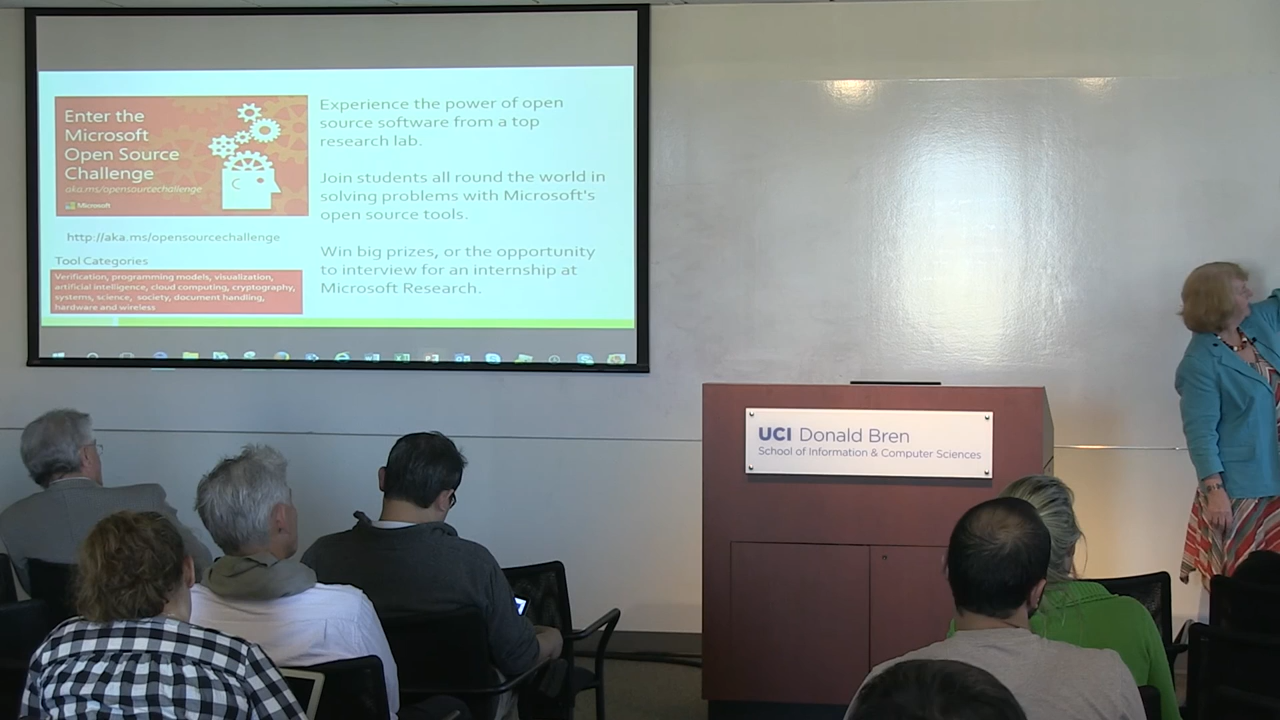 Enter the
Microsoft
Open Source
Challenge
aka.ms/opensourcechallenge
Microsoft
http://aka.ms/opensourcechallenge
Tool Categories
Verification, programming models, visualization,
artificial intelligence, cloud computing, cryptography,
systems, science, society, document handling,
hardware and wireless
Experience the power of open
source software from a top
research lab.
Join students all round the world in
solving problems with Microsoft's
open source tools.
Win big prizes, or the opportunity
to interview for an internship at
Microsoft Research.
UCI Donald Bren
School of Information & Computer Sciences